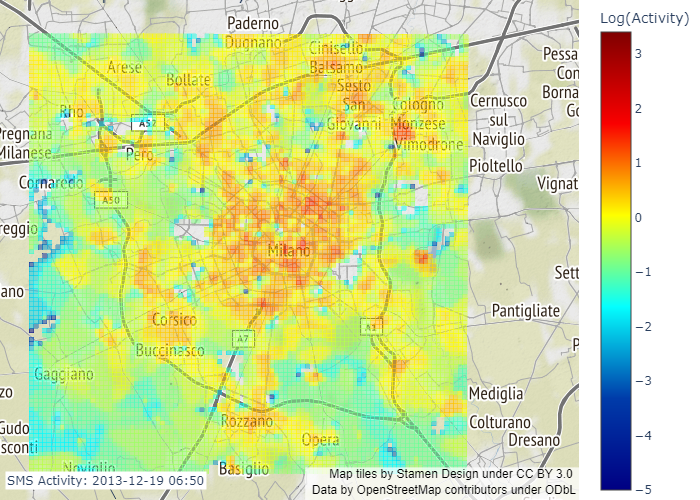 Log(Activity)
Paderno
Dugnano
Cinisello
Balsamo
Arese
Bollate
Sesto
San
Giovanni
Cologno
Monzese
Vimodrone
Cernusco
sul
Naviglio
Pioltello
Pessa
Con
Borna
Go
Rho
A52
Pero
Pregnana
Milanese
Cornaredo
A50
Vignat
reggio
Milano
Sett
ano
Pantigliate
Corsico
A7
A1
Buccinasco
Gaggiano
zo
Mediglia
Rozzano
Colturano
Dresano
Opera
Gudo
sconti
Noviglio
Basiglio
3
2
1
0
−1
−2
−3
−4
−5
SMS Activity: 2013-12-19 06:50
Map tiles by Stamen Design under CC BY 3.0
Data by OpenStreetMap contributors under ODbL